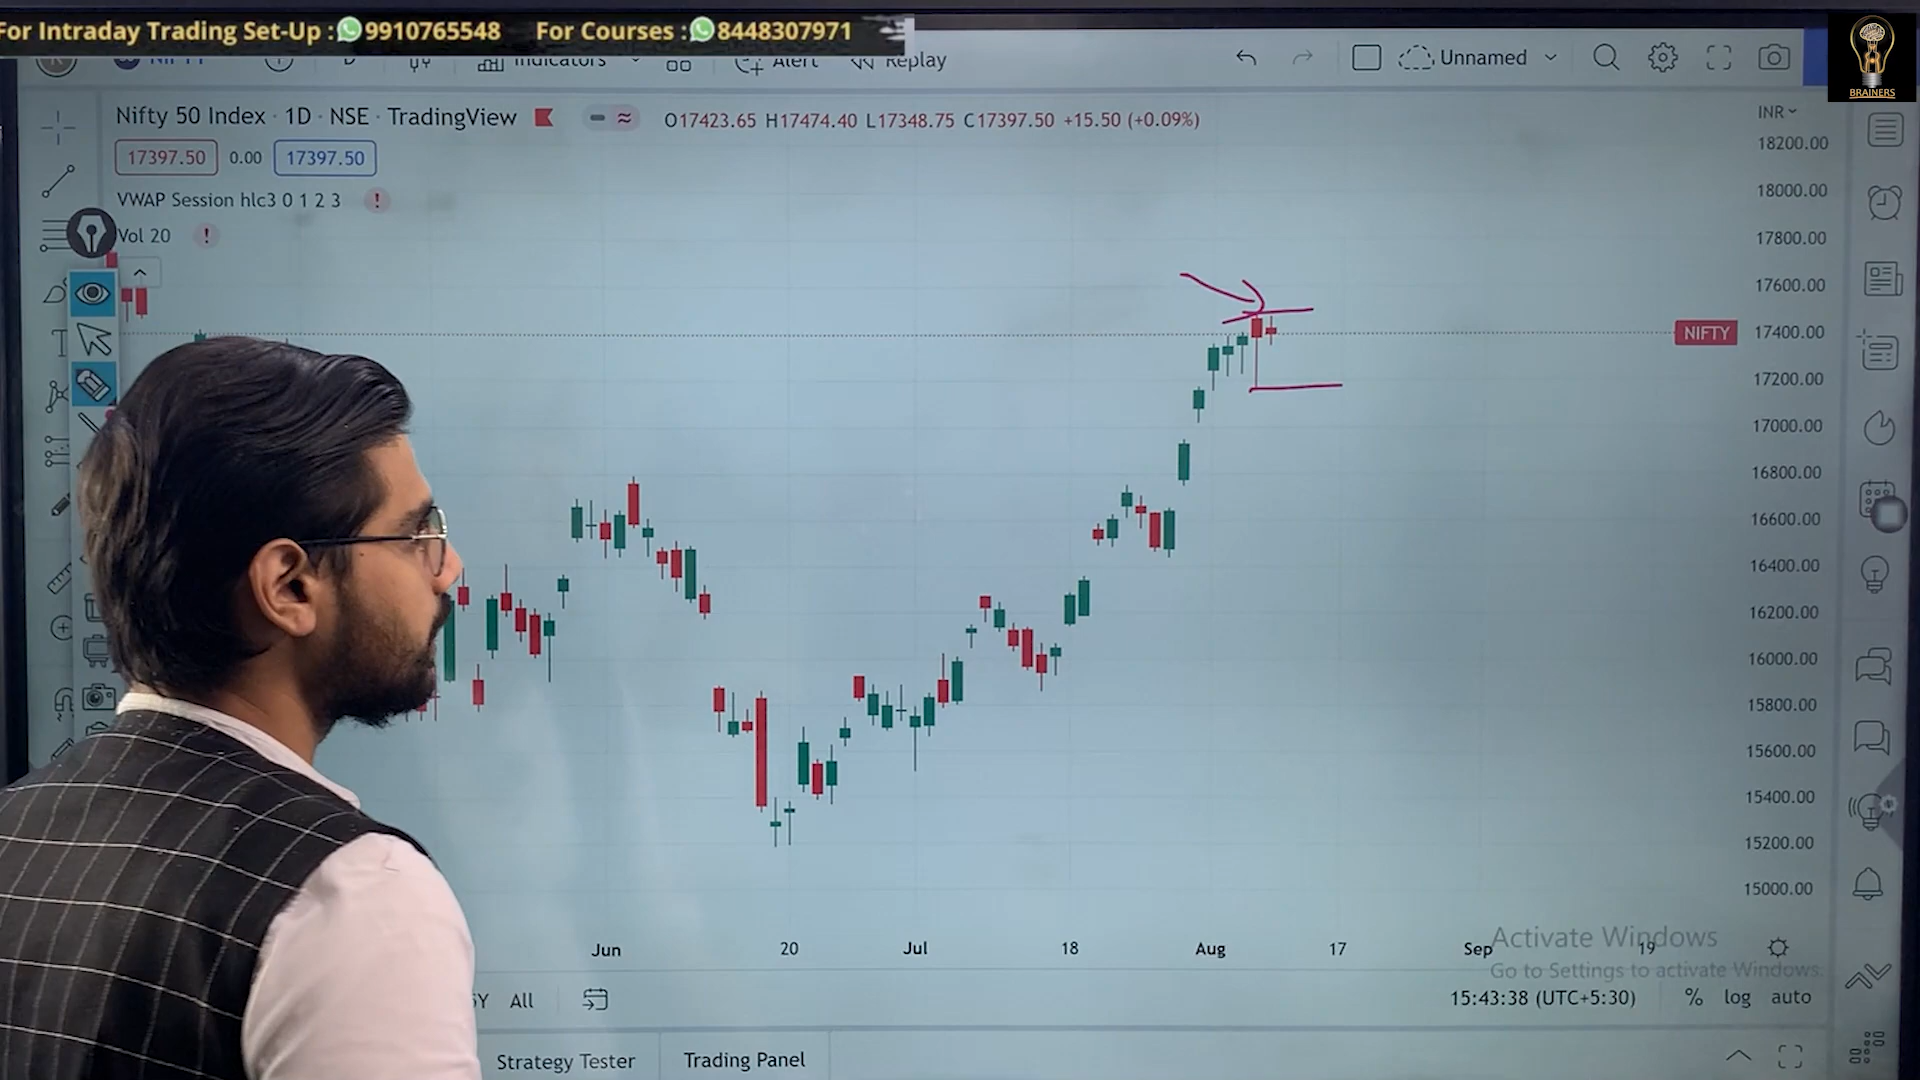 For Intraday Trading Set-Up : 9910765548 For Courses : 8448307971
BRAINERS
NIFTY D Indicators Alert Replay Unnamed
Nifty 50 Index · 1D · NSE · TradingView O17423.65 H17474.40 L17348.75 C17397.50 +15.50 (+0.09%)
INR
17397.50 0.00 17397.50
VWAP Session hlc3 0 1 2 3 !
Vol 20 !
18200.00
18000.00
17800.00
17600.00
NIFTY 17400.00
17200.00
17000.00
16800.00
16600.00
16400.00
16200.00
16000.00
15800.00
15600.00
15400.00
15200.00
15000.00
Jun 20 Jul 18 Aug 17 Sep 19
Activate Windows
Go to Settings to activate Windows.
5Y All 15:43:38 (UTC+5:30) % log auto
Strategy Tester Trading Panel